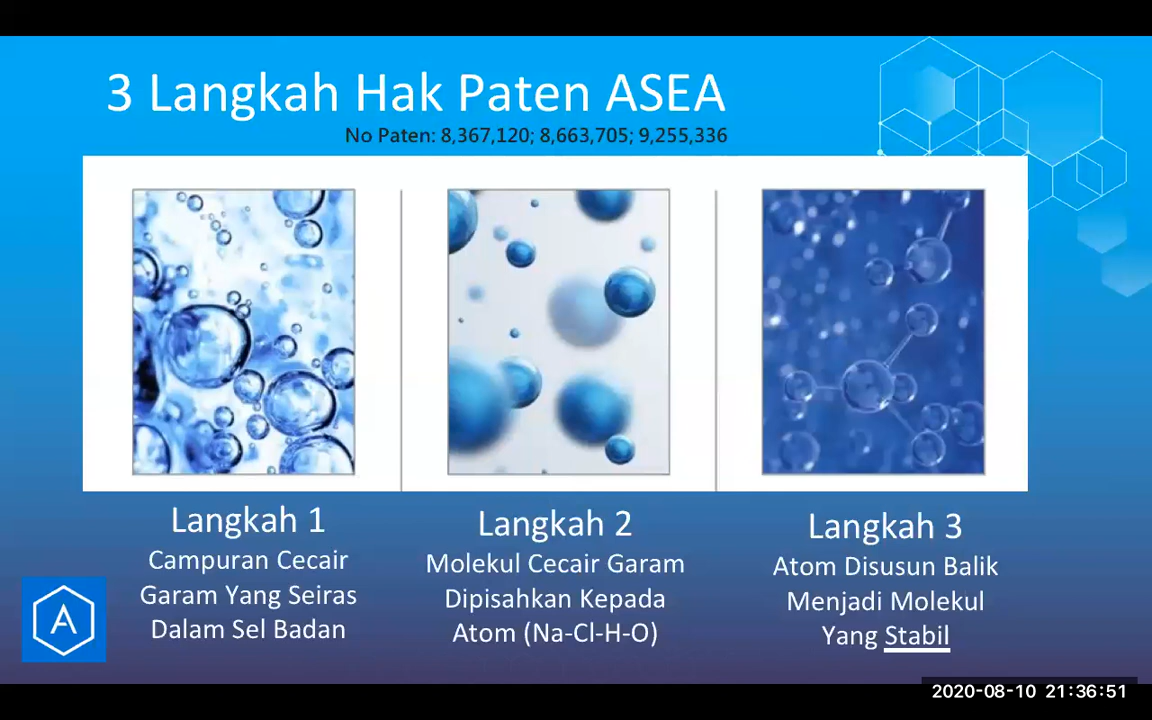 3 Langkah Hak Paten ASEA
No Paten: 8,367,120; 8,663,705; 9,255,336
Langkah 1
Campuran Cecair
Garam Yang Seiras
Dalam Sel Badan
Langkah 2
Molekul Cecair Garam
Dipisahkan Kepada
Atom (Na-Cl-H-O)
Langkah 3
Atom Disusun Balik
Menjadi Molekul
Yang Stabil
A
2020-08-10 21:36:51